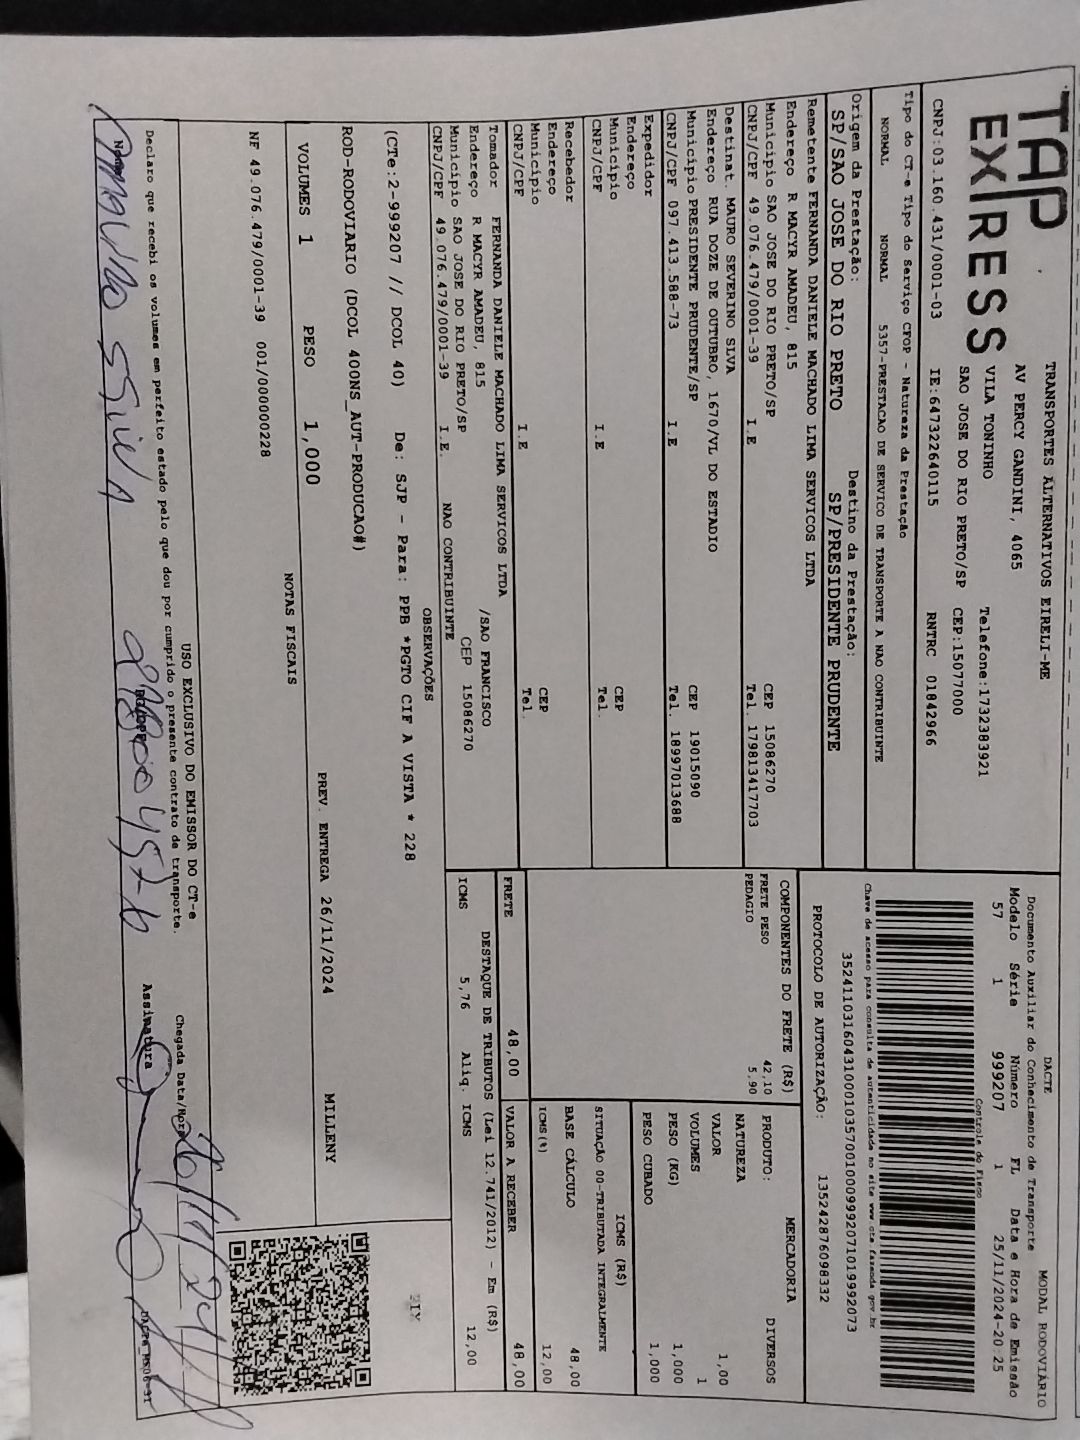 TAP
EXPRESS
TRANSPORTES ALTERNATIVOS EIRELI-ME
AV PERCY GANDINI, 4065
VILA TONINHO Telefone:1732383921
SAO JOSE DO RIO PRETO/SP CEP:15077000
CNPJ:03.160.431/0001-03 IE:647322640115 RNTRC 01842966
Tipo do CT-e Tipo do Serviço CFOP - Natureza da Prestação
NORMAL NORMAL 5357-PRESTACAO DE SERVICO DE TRANSPORTE A NAO CONTRIBUINTE
Origem da Prestação: Destino da Prestação:
SP/SAO JOSE DO RIO PRETO SP/PRESIDENTE PRUDENTE
Remetente FERNANDA DANIELE MACHADO LIMA SERVICOS LTDA
Endereço R MACYR AMADEU, 815
Municipio SAO JOSE DO RIO PRETO/SP CEP 15086270
CNPJ/CPF 49.076.479/0001-39 I.E Tel. 179813417703
Destinat. MAURO SEVERINO SLVA
Endereço RUA DOZE DE OUTUBRO, 1670/VL DO ESTADIO
Municipio PRESIDENTE PRUDENTE/SP CEP 19015090
CNPJ/CPF 097.413.588-73 I.E Tel. 18997013688
Expedidor
Endereço
Município CEP
CNPJ/CPF I.E Tel.
Recebedor
Endereço
Município CEP
CNPJ/CPF I.E Tel.
Tomador FERNANDA DANIELE MACHADO LIMA SERVICOS LTDA
Endereço R MACYR AMADEU, 815 /SAO FRANCISCO
Município SAO JOSE DO RIO PRETO/SP CEP 15086270
CNPJ/CPF 49.076.479/0001-39 I.E. NAO CONTRIBUINTE
DACTE MODAL RODOVIÁRIO
Documento Auxiliar do Conhecimento de Transporte
Modelo Série Número FL Data e Hora de Emissão
57 1 999207 1 25/11/2024-20:25
Controle do Fisco
Chave de acesso para consulta de autenticidade no site www.cte.fazenda.gov.br
35241103160431000103570010009992071019992073
PROTOCOLO DE AUTORIZAÇÃO: 135242876098332
COMPONENTES DO FRETE (R$)
FRETE PESO 42,10
PEDAGIO 5,90
MERCADORIA
PRODUTO: DIVERSOS
NATUREZA
VALOR 1,00
VOLUMES 1
PESO (KG) 1,000
PESO CUBADO 1,000
ICMS (R$)
SITUAÇÃO 00-TRIBUTADA INTEGRALMENTE
BASE CÁLCULO 48,00
ICMS(%) 12,00
FRETE 48,00 VALOR A RECEBER 48,00
DESTAQUE DE TRIBUTOS (Lei 12.741/2012) - Em (R$)
ICMS 5,76 Aliq. ICMS 12,00
OBSERVAÇÕES
(CTe:2-999207 // DCOL 40) De: SJP - Para: PPB *PGTO CIF A VISTA * 228
ROD-RODOVIARIO (DCOL 400NS_AUT-PRODUCAO#)
VOLUMES 1 PESO 1,000 PREV. ENTREGA 26/11/2024 MILLENY
NOTAS FISCAIS
NF 49.076.479/0001-39 001/000000228
USO EXCLUSIVO DO EMISSOR DO CT-e
Declaro que recebi os volumes em perfeito estado pelo que dou por cumprido o presente contrato de transporte.
Chegada Data/Hora
Nome
Assinatura